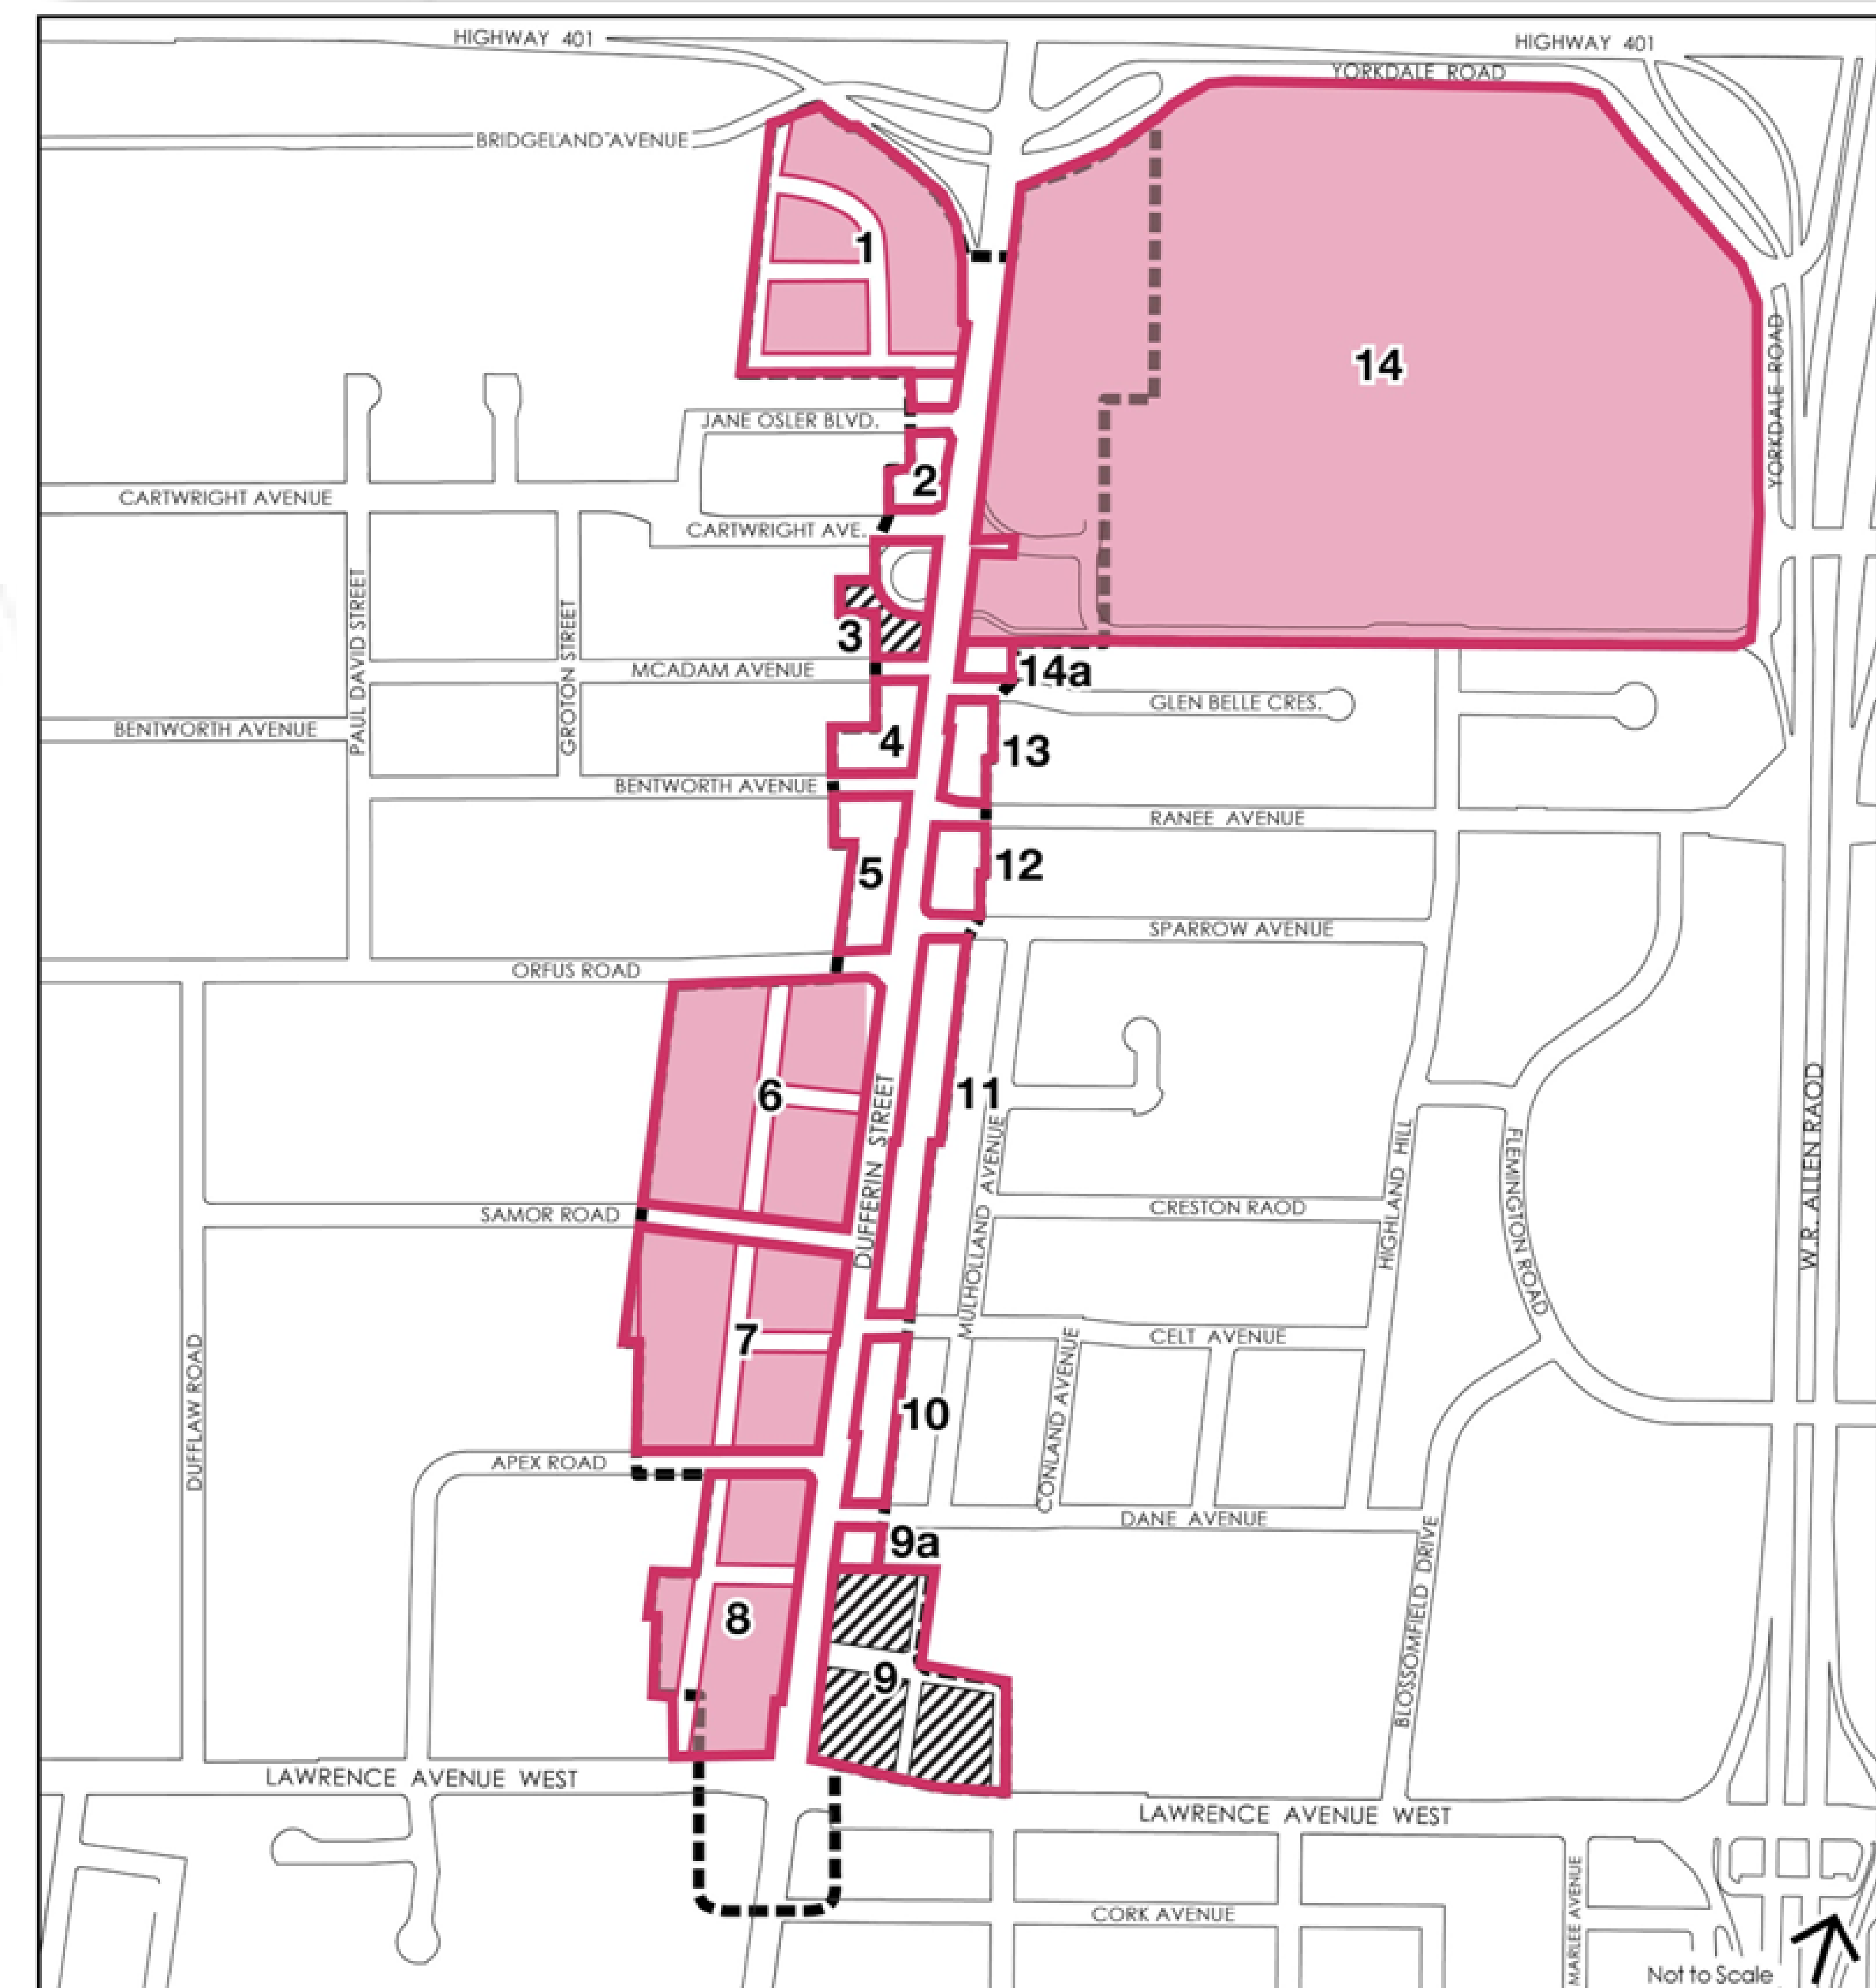 HIGHWAY 401
HIGHWAY 401
YORKDALE ROAD
BRIDGELAND AVENUE
1
14
YORKDALE ROAD
JANE OSLER BLVD.
2
CARTWRIGHT AVENUE
CARTWRIGHT AVE.
PAUL DAVID STREET
GROTON STREET
3
MCADAM AVENUE
14a
GLEN BELLE CRES.
BENTWORTH AVENUE
4
13
BENTWORTH AVENUE
RANEE AVENUE
5
12
SPARROW AVENUE
ORFUS ROAD
6
11
DUFFERIN STREET
MULHOLLAND AVENUE
HIGHLAND HILL
FLEMINGTON ROAD
W.R. ALLEN RAOD
SAMOR ROAD
CRESTON RAOD
7
CELT AVENUE
CONLAND AVENUE
DUFFLAW ROAD
10
APEX ROAD
DANE AVENUE
9a
BLOSSOMFIELD DRIVE
8
9
LAWRENCE AVENUE WEST
LAWRENCE AVENUE WEST
CORK AVENUE
MARLEE AVENUE
Not to Scale